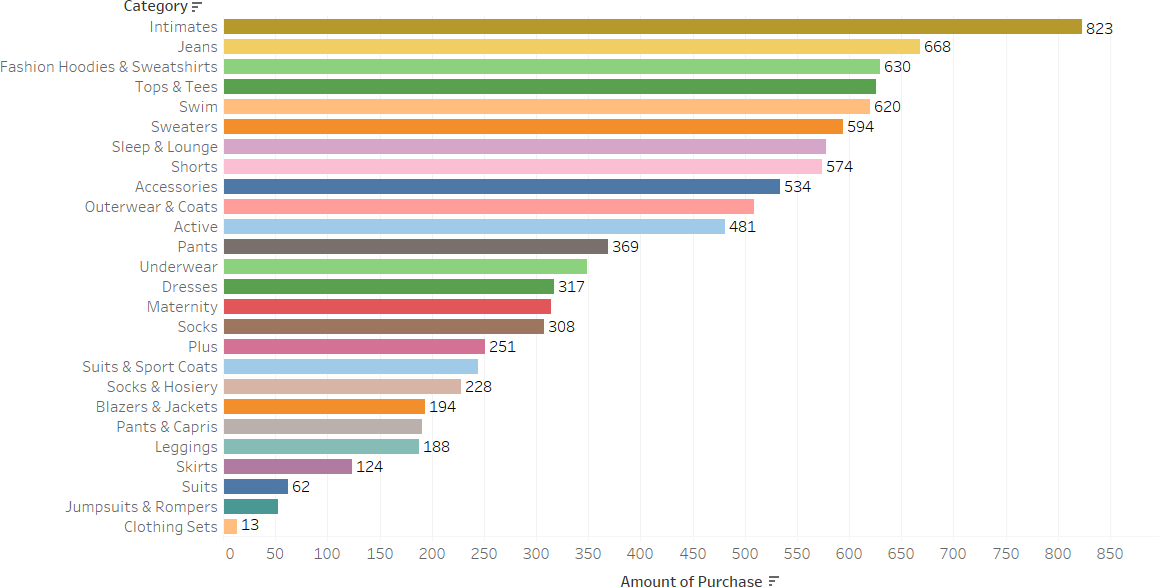 Category
Intimates 823
Jeans 668
Fashion Hoodies & Sweatshirts 630
Tops & Tees
Swim 620
Sweaters 594
Sleep & Lounge
Shorts 574
Accessories 534
Outerwear & Coats
Active 481
Pants 369
Underwear
Dresses 317
Maternity
Socks 308
Plus 251
Suits & Sport Coats
Socks & Hosiery 228
Blazers & Jackets 194
Pants & Capris
Leggings 188
Skirts 124
Suits 62
Jumpsuits & Rompers
Clothing Sets 13
0 50 100 150 200 250 300 350 400 450 500 550 600 650 700 750 800 850
Amount of Purchase